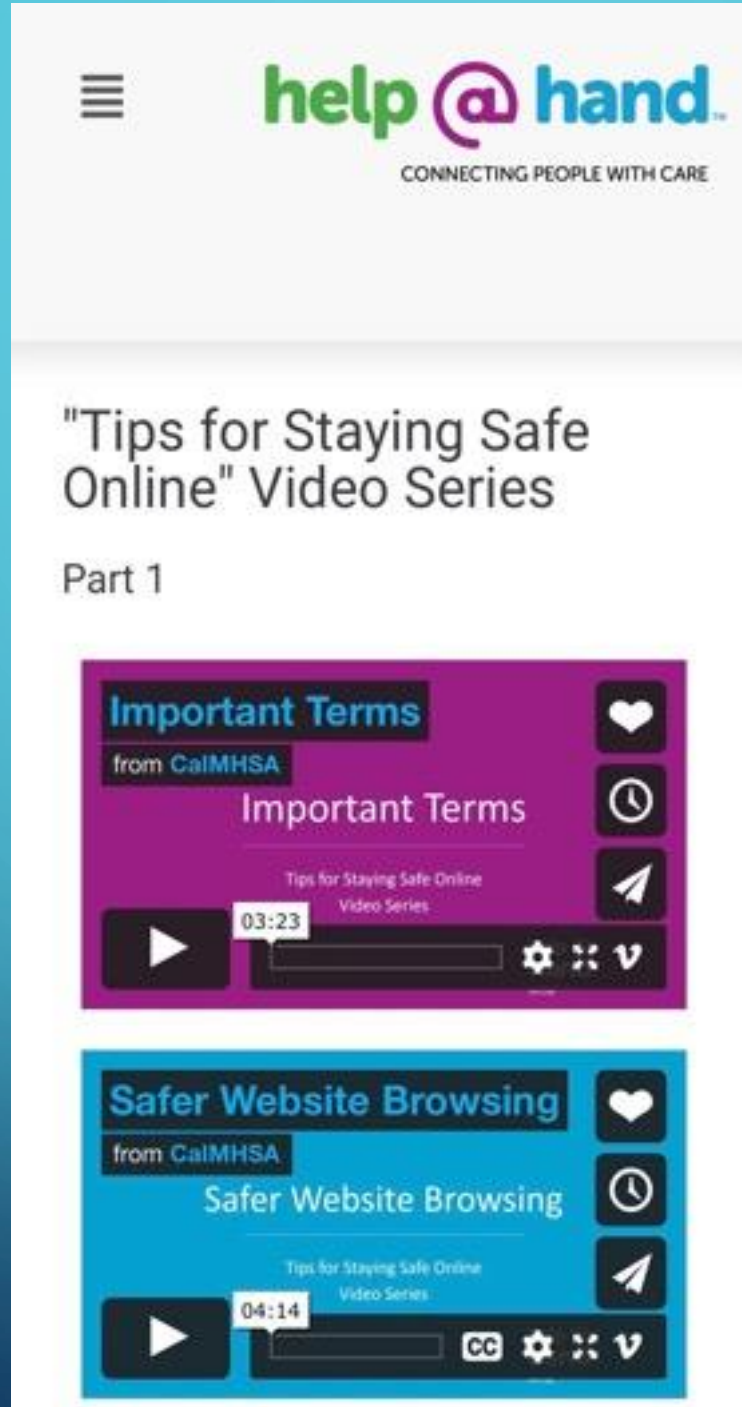 help @ hand™
CONNECTING PEOPLE WITH CARE
"Tips for Staying Safe
Online" Video Series
Part 1
Important Terms
from CalMHSA
Important Terms
Tips for Staying Safe Online
Video Series
03:23
Safer Website Browsing
from CalMHSA
Safer Website Browsing
Tips for Staying Safe Online
Video Series
04:14
CC